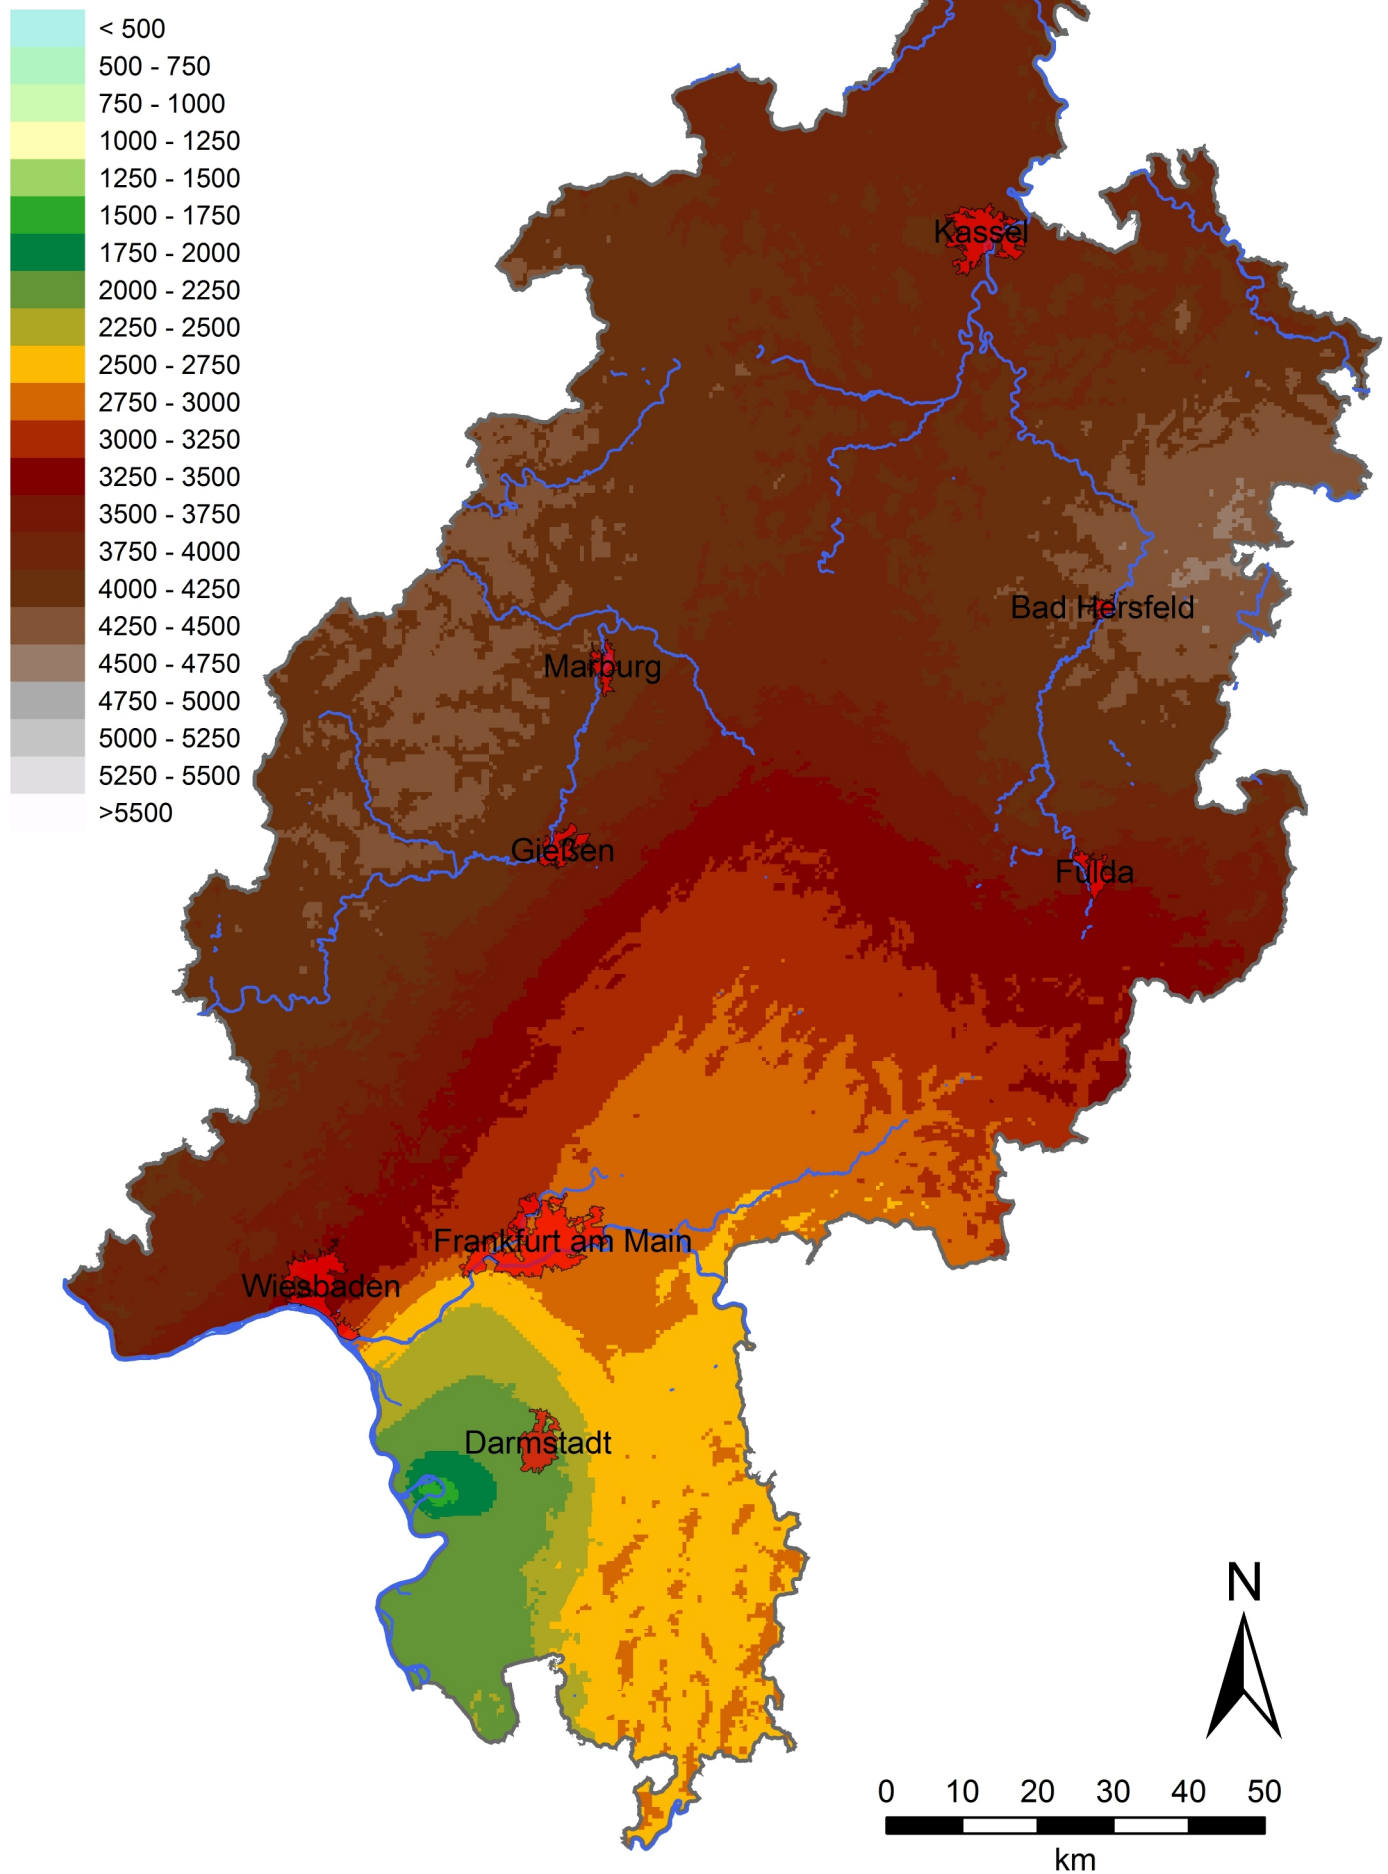 < 500
500 - 750
750 - 1000
1000 - 1250
1250 - 1500
1500 - 1750
1750 - 2000
2000 - 2250
2250 - 2500
2500 - 2750
2750 - 3000
3000 - 3250
3250 - 3500
3500 - 3750
3750 - 4000
4000 - 4250
4250 - 4500
4500 - 4750
4750 - 5000
5000 - 5250
5250 - 5500
>5500
Kassel
Bad Hersfeld
Marburg
Gießen
Fulda
Frankfurt am Main
Wiesbaden
Darmstadt
N
0 10 20 30 40 50
km